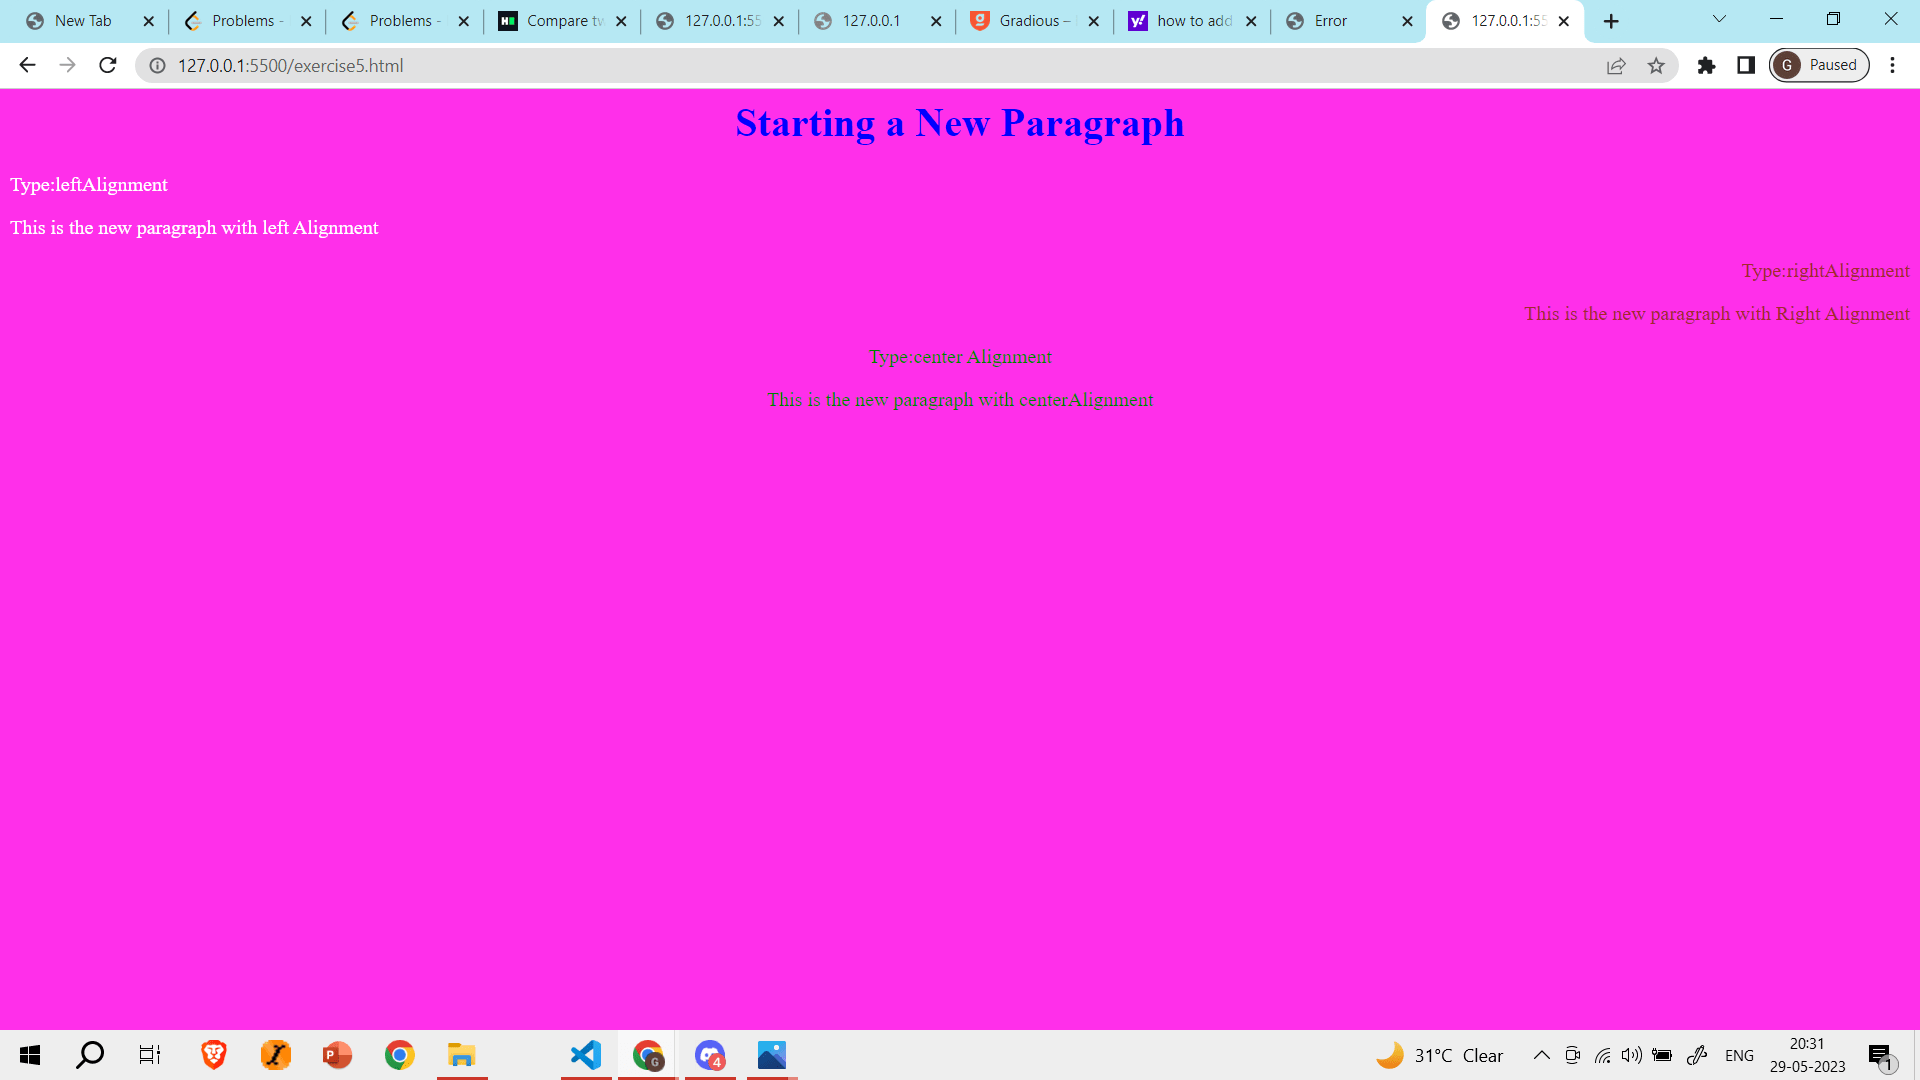 New Tab
Problems -
Problems -
Compare tw
127.0.0.1:55
127.0.0.1
Gradious –
how to add
Error
127.0.0.1:55
127.0.0.1:5500/exercise5.html
G Paused
Starting a New Paragraph
Type:leftAlignment
This is the new paragraph with left Alignment
Type:rightAlignment
This is the new paragraph with Right Alignment
Type:center Alignment
This is the new paragraph with centerAlignment
31°C Clear
ENG
20:31
29-05-2023
4
1